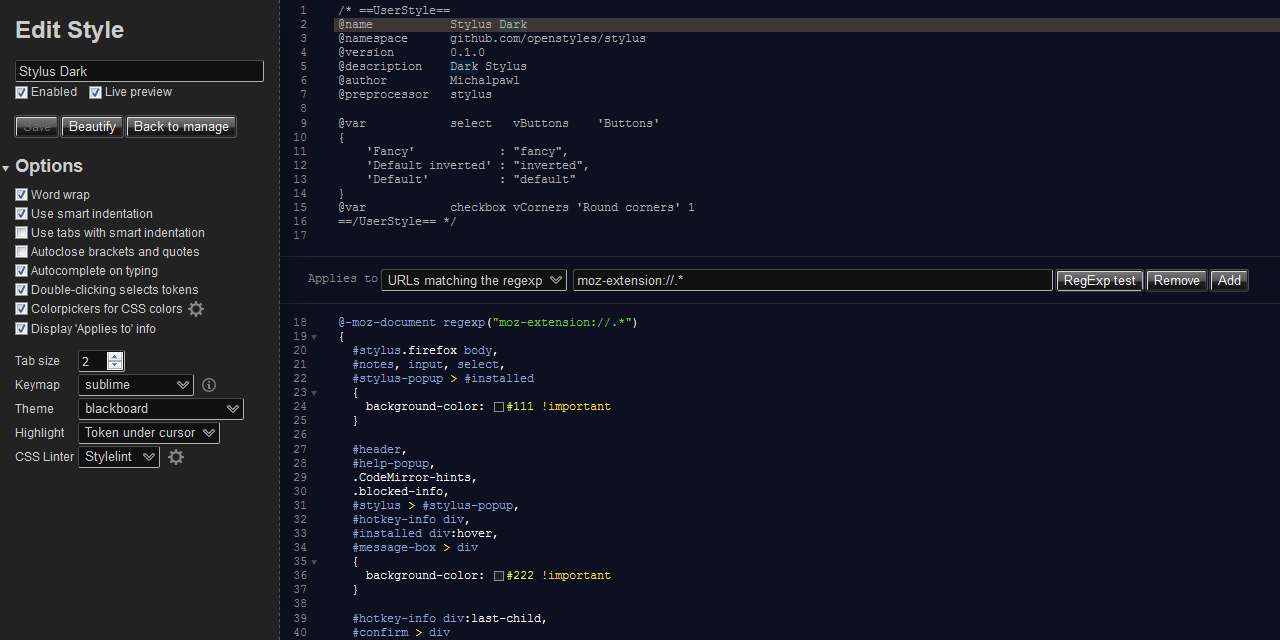 Edit Style
Stylus Dark
Enabled Live preview
Save Beautify Back to manage
Options
Word wrap
Use smart indentation
Use tabs with smart indentation
Autoclose brackets and quotes
Autocomplete on typing
Double-clicking selects tokens
Colorpickers for CSS colors
Display 'Applies to' info
Tab size 2
Keymap sublime
Theme blackboard
Highlight Token under cursor
CSS Linter Stylelint
1 /* ==UserStyle==
2 @name Stylus Dark
3 @namespace github.com/openstyles/stylus
4 @version 0.1.0
5 @description Dark Stylus
6 @author Michalpawl
7 @preprocessor stylus
8
9 @var select vButtons 'Buttons'
10 {
11 'Fancy' : "fancy",
12 'Default inverted' : "inverted",
13 'Default' : "default"
14 }
15 @var checkbox vCorners 'Round corners' 1
16 ==/UserStyle== */
17
Applies to URLs matching the regexp moz-extension://.* RegExp test Remove Add
18 @-moz-document regexp("moz-extension://.*")
19 {
20 #stylus.firefox body,
21 #notes, input, select,
22 #stylus-popup > #installed
23 {
24 background-color: #111 !important
25 }
26
27 #header,
28 #help-popup,
29 .CodeMirror-hints,
30 .blocked-info,
31 #stylus > #stylus-popup,
32 #hotkey-info div,
33 #installed div:hover,
34 #message-box > div
35 {
36 background-color: #222 !important
37 }
38
39 #hotkey-info div:last-child,
40 #confirm > div